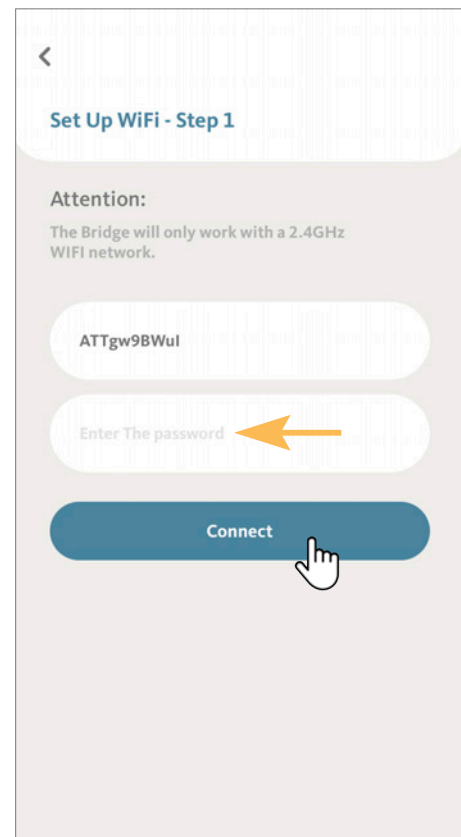 Set Up WiFi - Step 1
Attention:
The Bridge will only work with a 2.4GHz
WIFI network.
ATTgw9BWuI
Enter The password
Connect